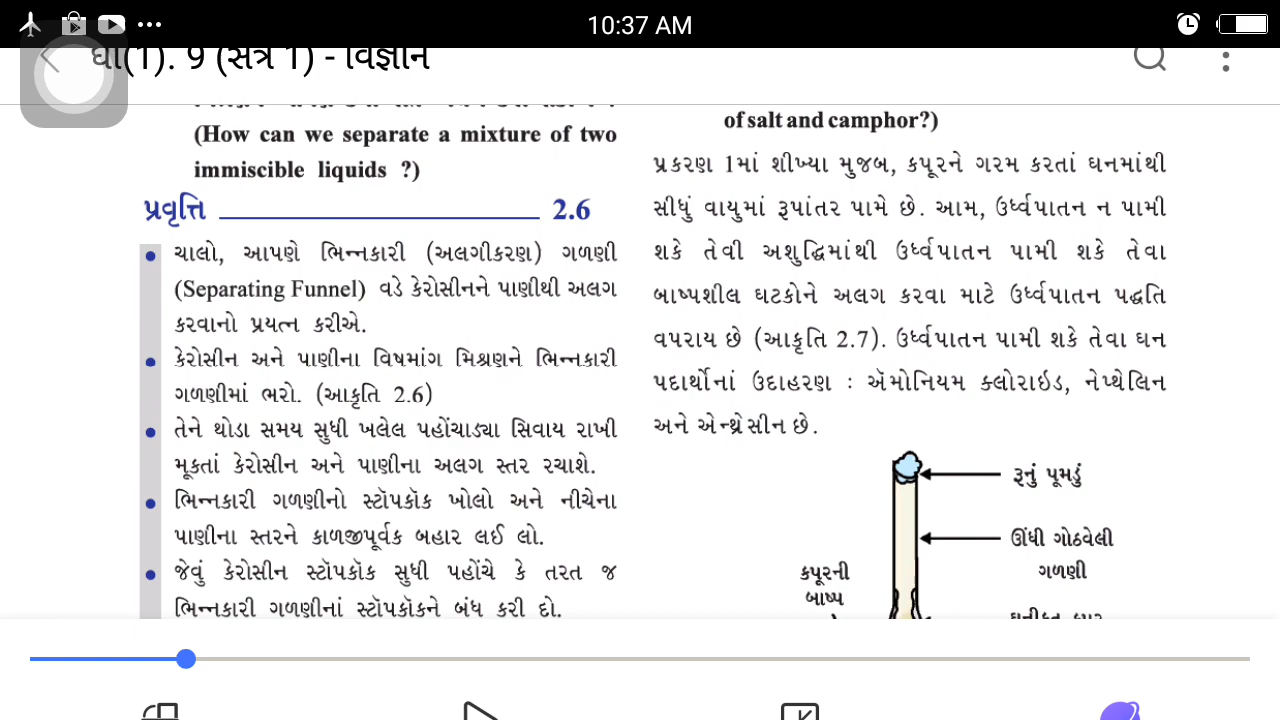 10:37 AM
ધો(1). 9 (સત્ર 1) - વિજ્ઞાન
(How can we separate a mixture of two
immiscible liquids ?)
પ્રવૃત્તિ 2.6
• ચાલો, આપણે ભિન્નકારી (અલગીકરણ) ગળણી
(Separating Funnel) વડે કેરોસીનને પાણીથી અલગ
કરવાનો પ્રયત્ન કરીએ.
• કેરોસીન અને પાણીના વિષમાંગ મિશ્રણને ભિન્નકારી
ગળણીમાં ભરો. (આકૃતિ 2.6)
• તેને થોડા સમય સુધી ખલેલ પહોંચાડ્યા સિવાય રાખી
મૂકતાં કેરોસીન અને પાણીના અલગ સ્તર રચાશે.
• ભિન્નકારી ગળણીનો સ્ટૉપકૉક ખોલો અને નીચેના
પાણીના સ્તરને કાળજીપૂર્વક બહાર લઈ લો.
• જેવું કેરોસીન સ્ટૉપકૉક સુધી પહોંચે કે તરત જ
ભિન્નકારી ગળણીનાં સ્ટૉપકૉકને બંધ કરી દો.
of salt and camphor?)
પ્રકરણ 1માં શીખ્યા મુજબ, કપૂરને ગરમ કરતાં ઘનમાંથી
સીધું વાયુમાં રૂપાંતર પામે છે. આમ, ઉર્ધ્વપાતન ન પામી
શકે તેવી અશુદ્ધિમાંથી ઉર્ધ્વપાતન પામી શકે તેવા
બાષ્પશીલ ઘટકોને અલગ કરવા માટે ઉર્ધ્વપાતન પદ્ધતિ
વપરાય છે (આકૃતિ 2.7). ઉર્ધ્વપાતન પામી શકે તેવા ઘન
પદાર્થોનાં ઉદાહરણ : ઍમોનિયમ ક્લોરાઇડ, નેપ્થેલિન
અને એન્થ્રેસીન છે.
રૂનું પૂમડું
ઊંધી ગોઠવેલી
ગળણી
કપૂરની
બાષ્પ